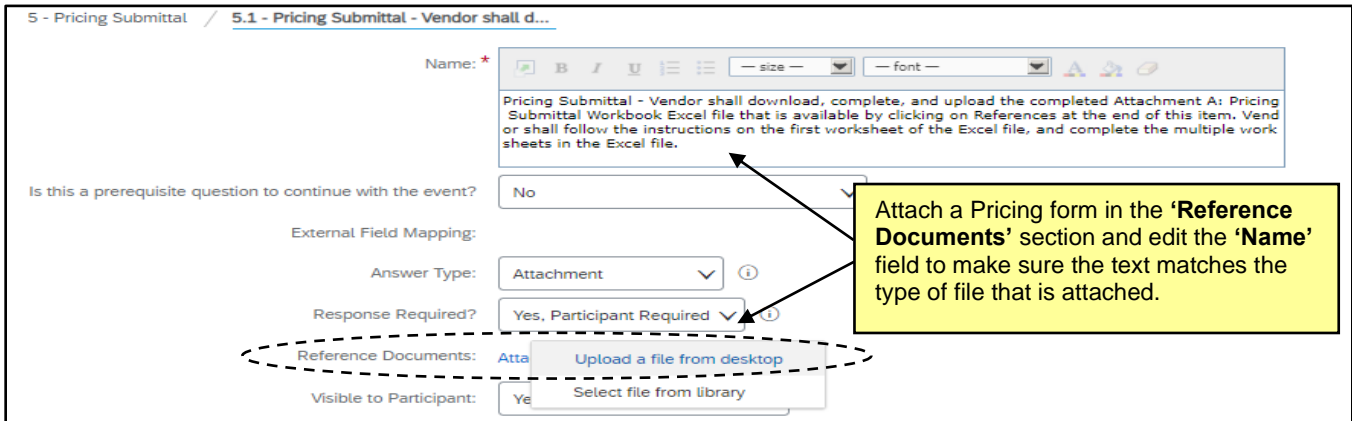 5 - Pricing Submittal / 5.1 - Pricing Submittal - Vendor shall d...
Name: *
B I U — size — — font — A
Pricing Submittal - Vendor shall download, complete, and upload the completed Attachment A: Pricing
Submittal Workbook Excel file that is available by clicking on References at the end of this item. Vend
or shall follow the instructions on the first worksheet of the Excel file, and complete the multiple work
sheets in the Excel file.
Is this a prerequisite question to continue with the event? No
External Field Mapping:
Answer Type: Attachment
Response Required? Yes, Participant Required
Reference Documents: Atta
Upload a file from desktop
Select file from library
Visible to Participant: Ye
Attach a Pricing form in the ‘Reference
Documents’ section and edit the ‘Name’
field to make sure the text matches the
type of file that is attached.